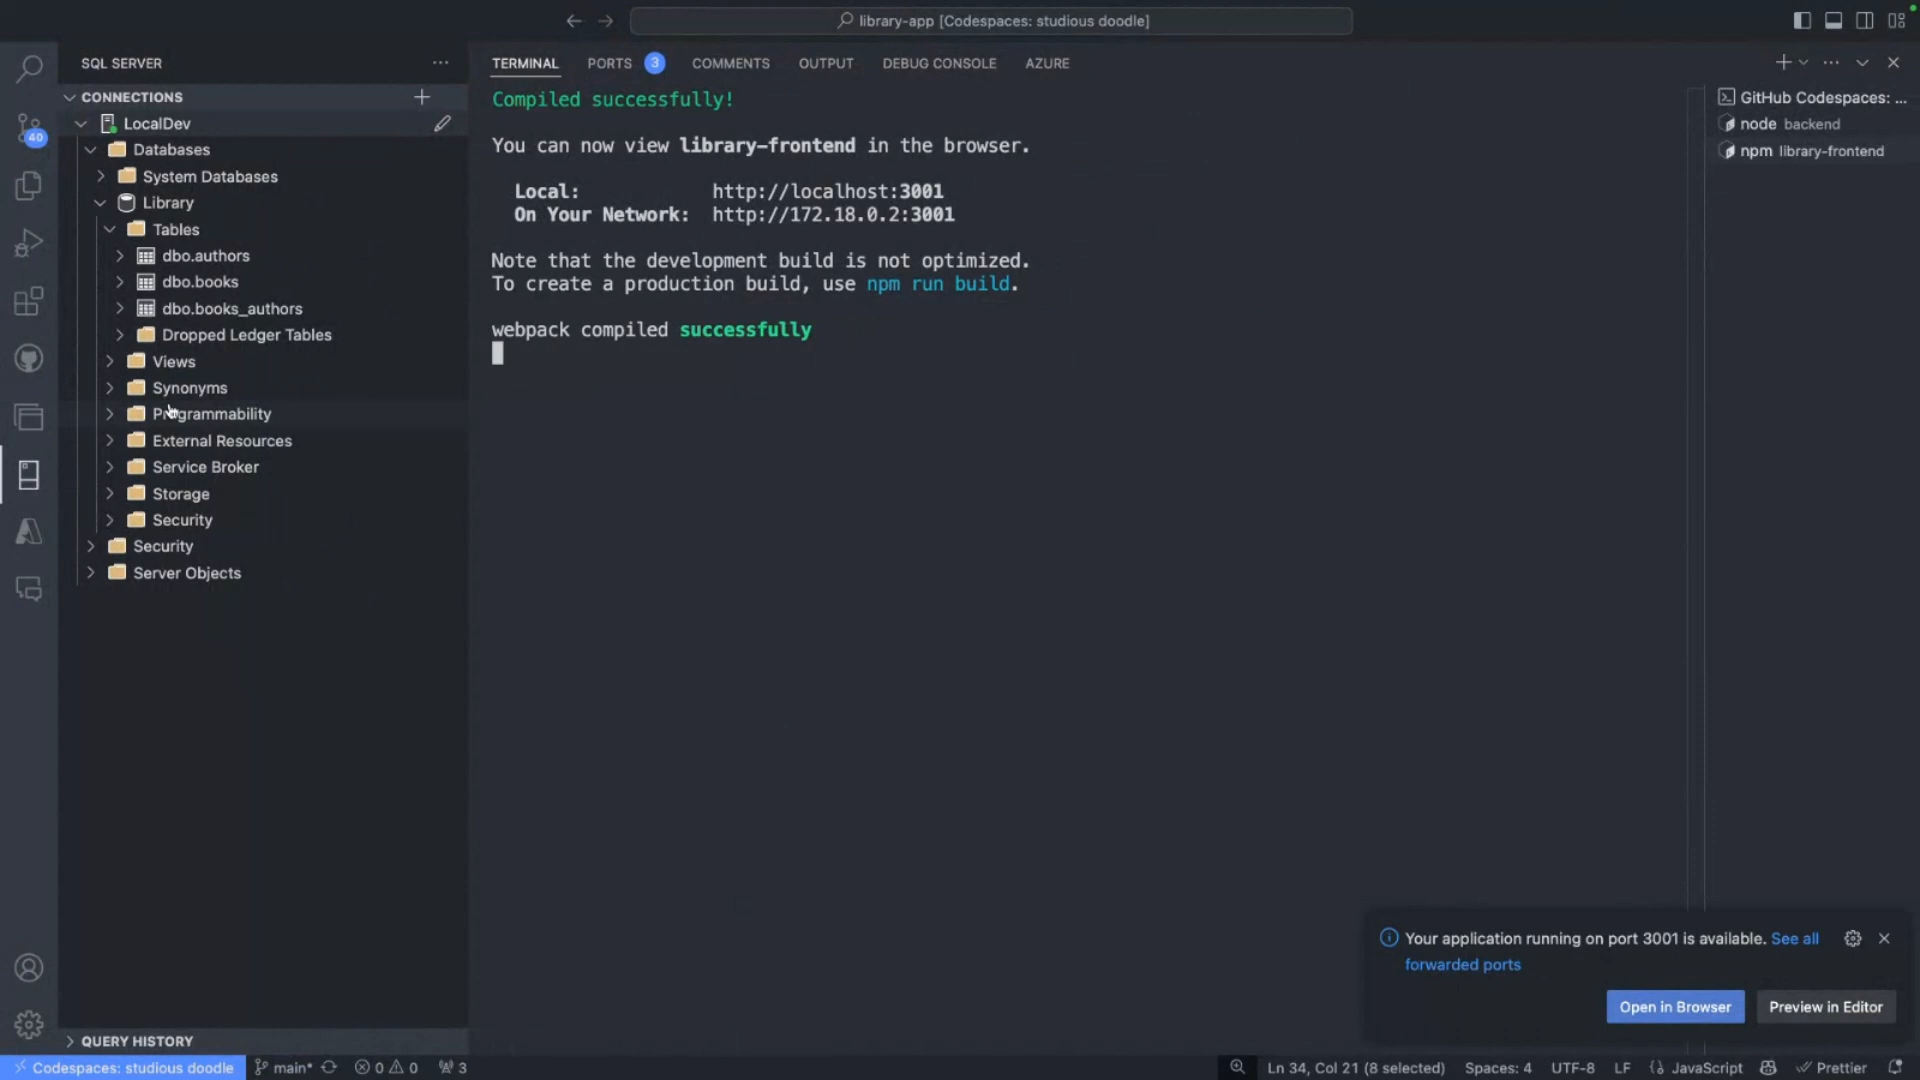 library-app [Codespaces: studious doodle]
SQL SERVER
CONNECTIONS
LocalDev
Databases
System Databases
Library
Tables
dbo.authors
dbo.books
dbo.books_authors
Dropped Ledger Tables
Views
Synonyms
Programmability
External Resources
Service Broker
Storage
Security
Security
Server Objects
QUERY HISTORY
40
TERMINAL PORTS 3 COMMENTS OUTPUT DEBUG CONSOLE AZURE
Compiled successfully!
You can now view library-frontend in the browser.
Local: http://localhost:3001
On Your Network: http://172.18.0.2:3001
Note that the development build is not optimized.
To create a production build, use npm run build.
webpack compiled successfully
GitHub Codespaces: ...
node backend
npm library-frontend
Your application running on port 3001 is available. See all
forwarded ports
Open in Browser Preview in Editor
Codespaces: studious doodle main* 0 0 3 Ln 34, Col 21 (8 selected) Spaces: 4 UTF-8 LF JavaScript Prettier